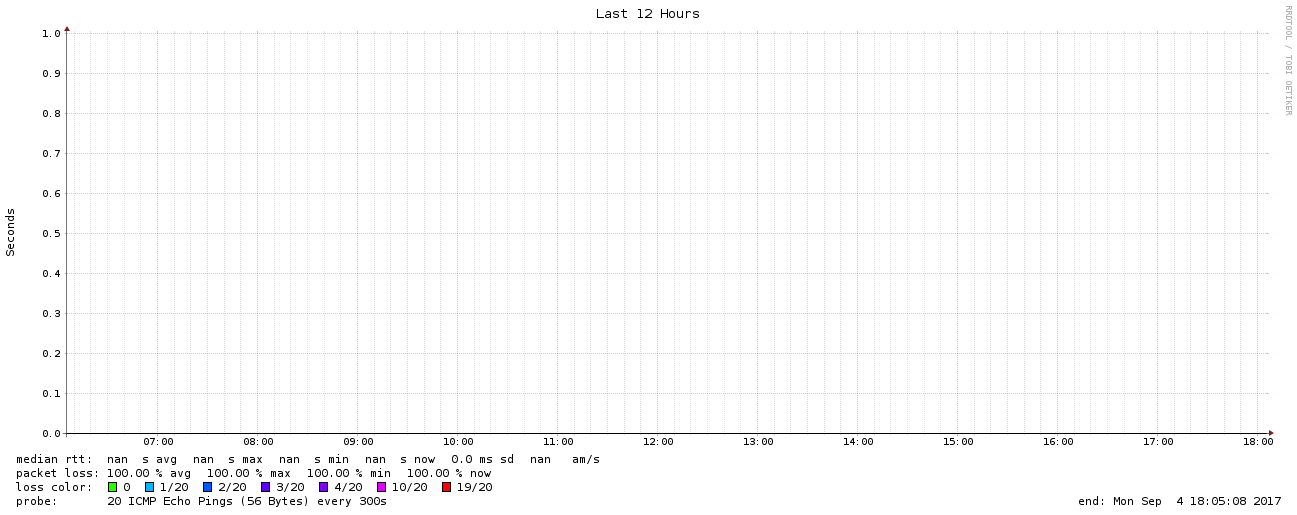 Last 12 Hours
RRDTOOL / TOBI OETIKER
Seconds
1.0
0.9
0.8
0.7
0.6
0.5
0.4
0.3
0.2
0.1
0.0
07:00 08:00 09:00 10:00 11:00 12:00 13:00 14:00 15:00 16:00 17:00 18:00
median rtt: nan s avg nan s max nan s min nan s now 0.0 ms sd nan am/s
packet loss: 100.00 % avg 100.00 % max 100.00 % min 100.00 % now
loss color: 0 1/20 2/20 3/20 4/20 10/20 19/20
probe: 20 ICMP Echo Pings (56 Bytes) every 300s end: Mon Sep 4 18:05:08 2017